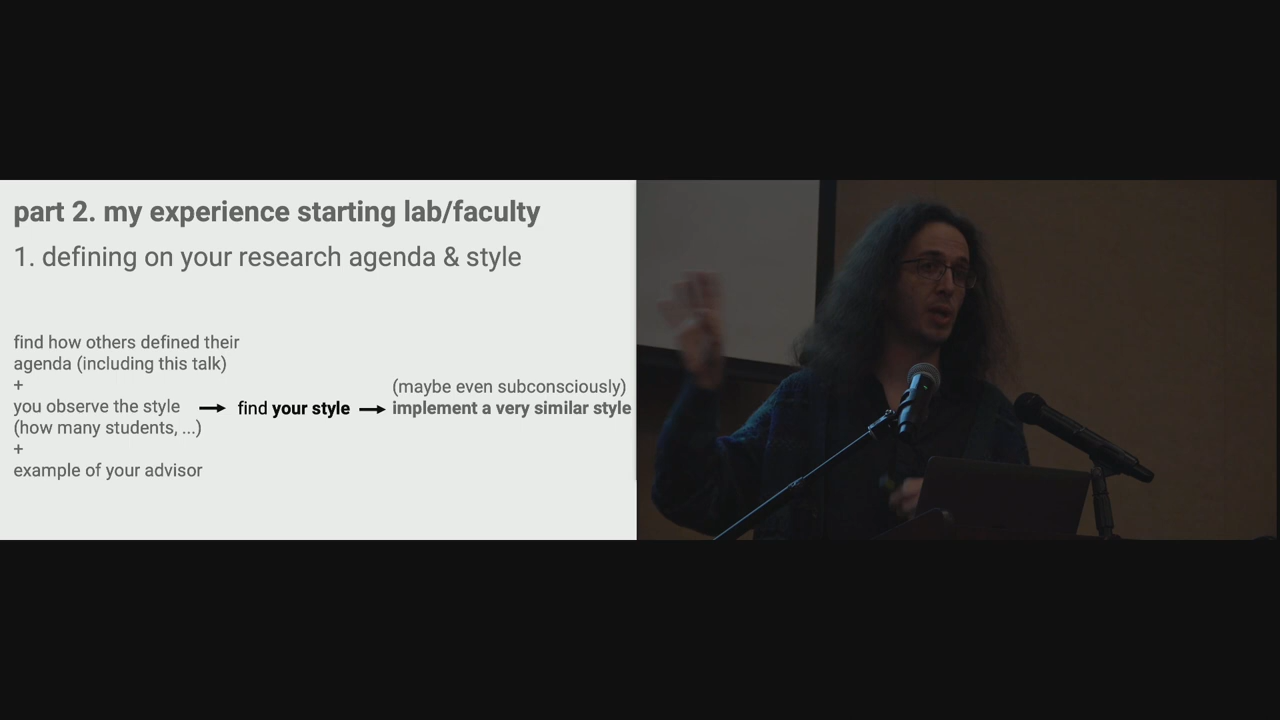 part 2. my experience starting lab/faculty
1. defining on your research agenda & style
find how others defined their
agenda (including this talk)
+
you observe the style
(how many students, ...)
+
example of your advisor
find your style
(maybe even subconsciously)
implement a very similar style